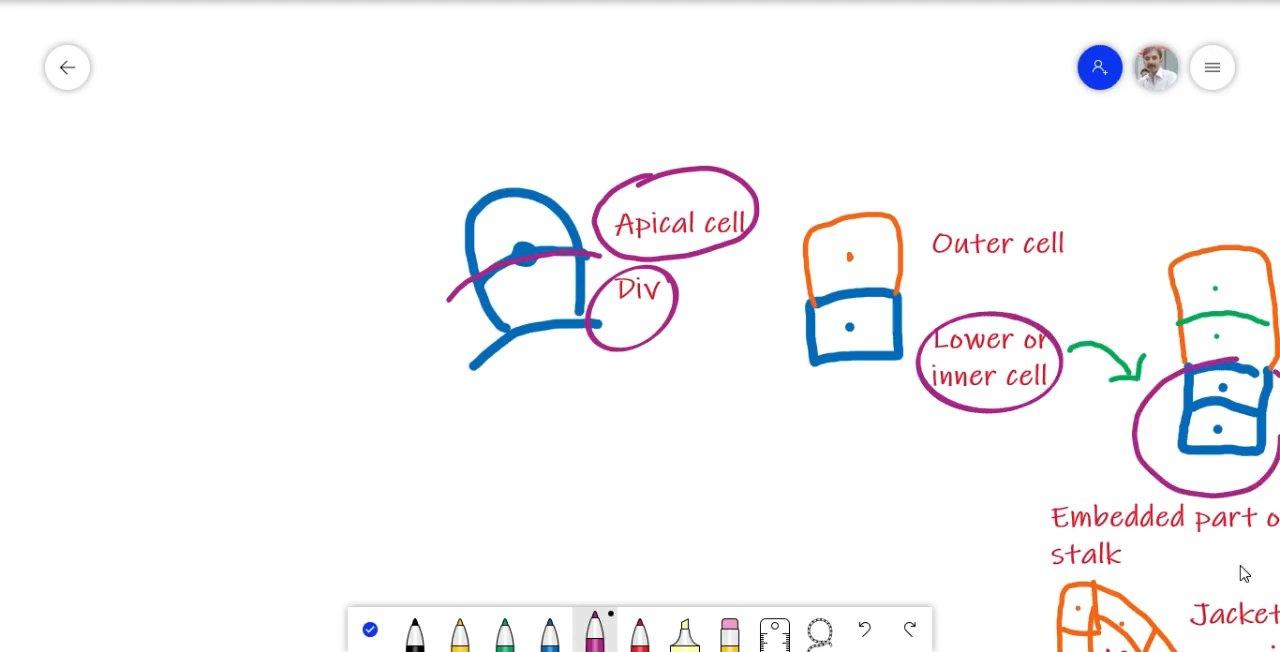 Apical cell
Div
Outer cell
Lower or
inner cell
Embedded part o
stalk
Jacket